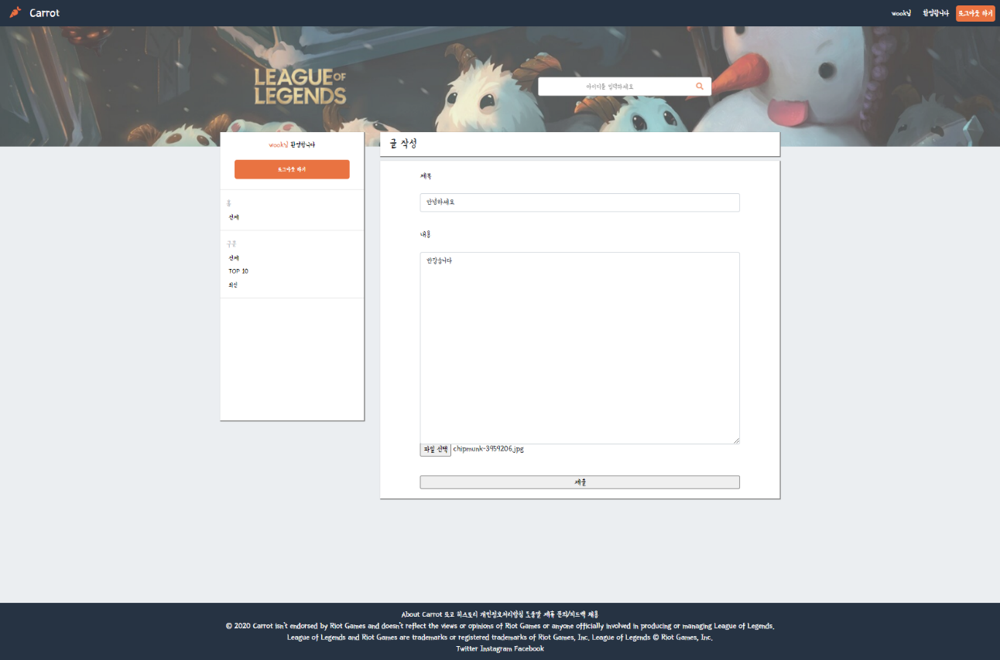 Carrot
wook님 환영합니다 로그아웃 하기
LEAGUE OF
LEGENDS
아이디를 입력하세요
wook님 환영합니다
로그아웃 하기
홈
전체
구분
전체
TOP 10
최신
글 작성
제목
안녕하세요
내용
반갑습니다
파일 선택 chipmunk-3959206.jpg
제출
About Carrot 로고 히스토리 개인정보처리방침 도움말 제휴 문의/피드백 채용
© 2020 Carrot isn't endorsed by Riot Games and doesn't reflect the views or opinions of Riot Games or anyone officially involved in producing or managing League of Legends.
League of Legends and Riot Games are trademarks or registered trademarks of Riot Games, Inc. League of Legends © Riot Games, Inc.
Twitter Instagram Facebook